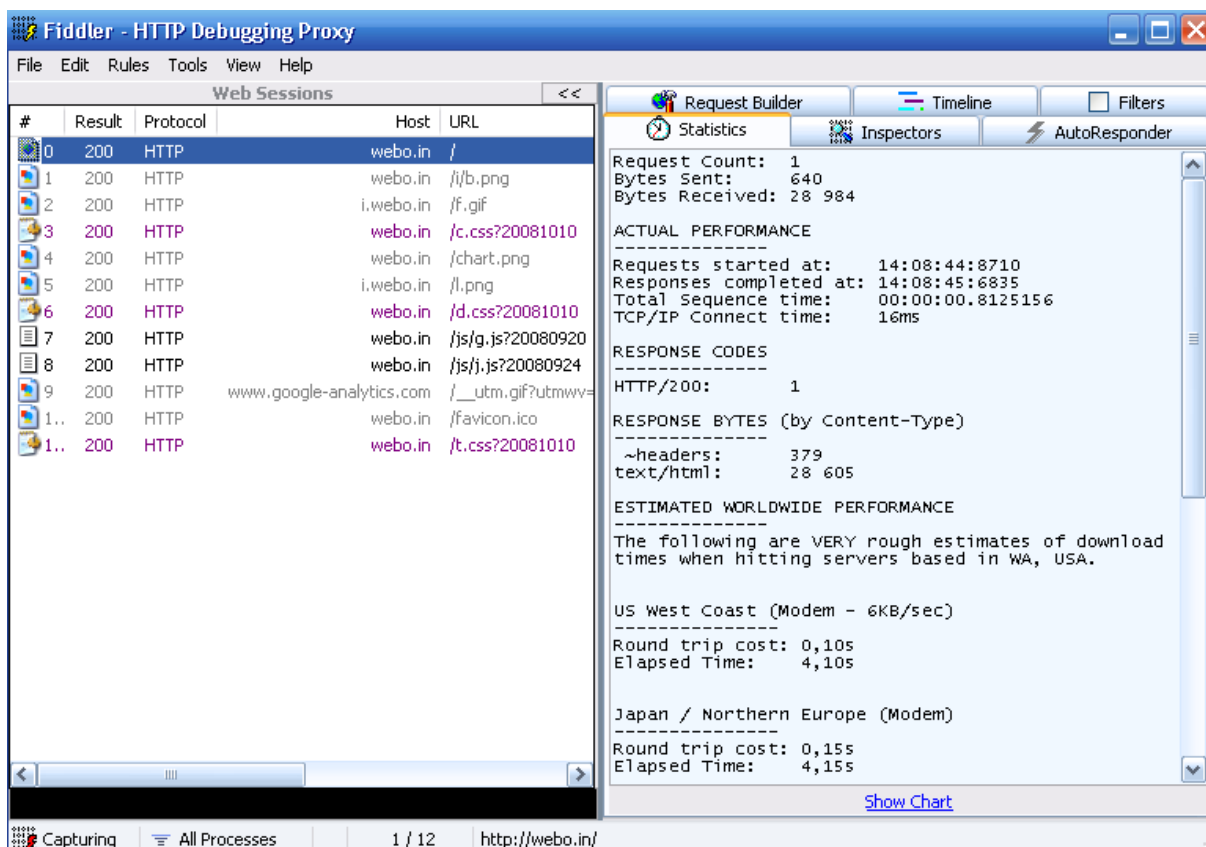 Fiddler - HTTP Debugging Proxy
File Edit Rules Tools View Help
Web Sessions <<
# Result Protocol Host URL
0 200 HTTP webo.in /
1 200 HTTP webo.in /i/b.png
2 200 HTTP i.webo.in /f.gif
3 200 HTTP webo.in /c.css?20081010
4 200 HTTP webo.in /chart.png
5 200 HTTP i.webo.in /l.png
6 200 HTTP webo.in /d.css?20081010
7 200 HTTP webo.in /js/g.js?20080920
8 200 HTTP webo.in /js/j.js?20080924
9 200 HTTP www.google-analytics.com /__utm.gif?utmwv=
1.. 200 HTTP webo.in /favicon.ico
1.. 200 HTTP webo.in /t.css?20081010
Request Builder Timeline Filters
Statistics Inspectors AutoResponder
Request Count: 1
Bytes Sent: 640
Bytes Received: 28 984
ACTUAL PERFORMANCE
--------------
Requests started at: 14:08:44:8710
Responses completed at: 14:08:45:6835
Total Sequence time: 00:00:00.8125156
TCP/IP Connect time: 16ms
RESPONSE CODES
--------------
HTTP/200: 1
RESPONSE BYTES (by Content-Type)
--------------
~headers: 379
text/html: 28 605
ESTIMATED WORLDWIDE PERFORMANCE
--------------
The following are VERY rough estimates of download
times when hitting servers based in WA, USA.
US West Coast (Modem - 6KB/sec)
---------------
Round trip cost: 0,10s
Elapsed Time: 4,10s
Japan / Northern Europe (Modem)
---------------
Round trip cost: 0,15s
Elapsed Time: 4,15s
Show Chart
Capturing All Processes 1 / 12 http://webo.in/